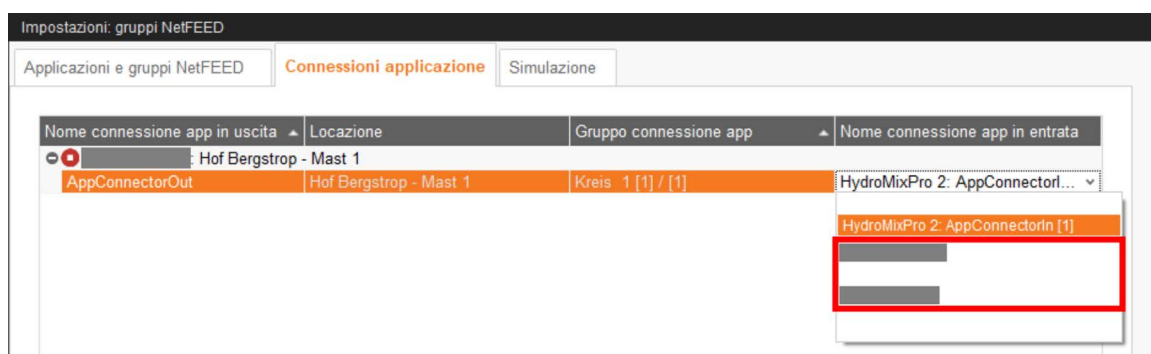 Impostazioni: gruppi NetFEED
Applicazioni e gruppi NetFEED Connessioni applicazione Simulazione
Nome connessione app in uscita Locazione Gruppo connessione app Nome connessione app in entrata
: Hof Bergstrop - Mast 1
AppConnectorOut Hof Bergstrop - Mast 1 Kreis 1 [1] / [1] HydroMixPro 2: AppConnectorI...
HydroMixPro 2: AppConnectorIn [1]